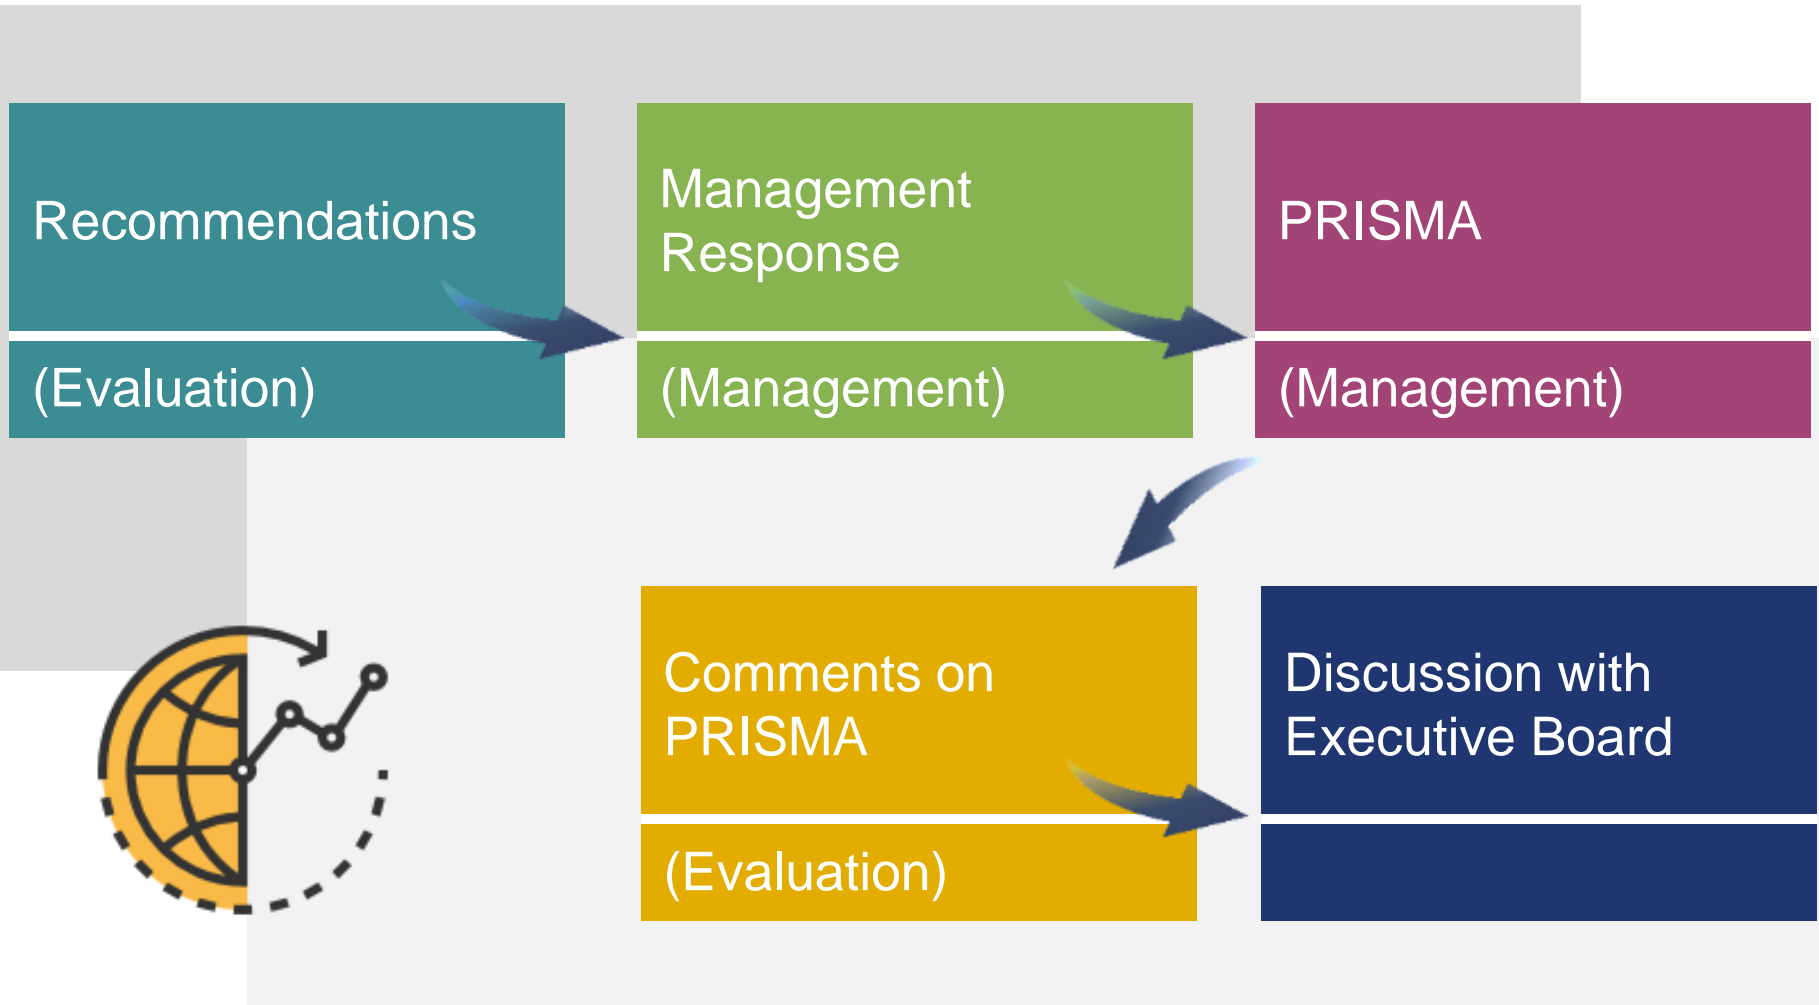 Recommendations
(Evaluation)
Management
Response
(Management)
PRISMA
(Management)
Comments on
PRISMA
(Evaluation)
Discussion with
Executive Board